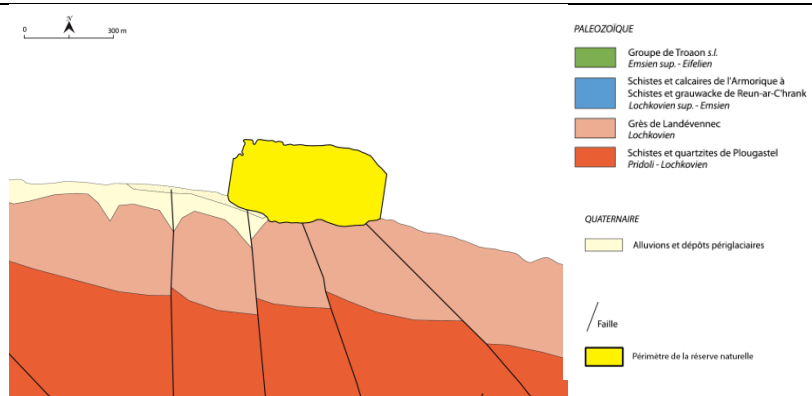 N
0 300 m
PALEOZOÏQUE
Groupe de Troaon s.l.
Emsien sup. - Eifelien
Schistes et calcaires de l'Armorique à
Schistes et grauwacke de Reun-ar-C'hrank
Lochkovien sup. - Emsien
Grès de Landévennec
Lochkovien
Schistes et quartzites de Plougastel
Pridoli - Lochkovien
QUATERNAIRE
Alluvions et dépôts périglaciaires
Faille
Périmètre de la réserve naturelle